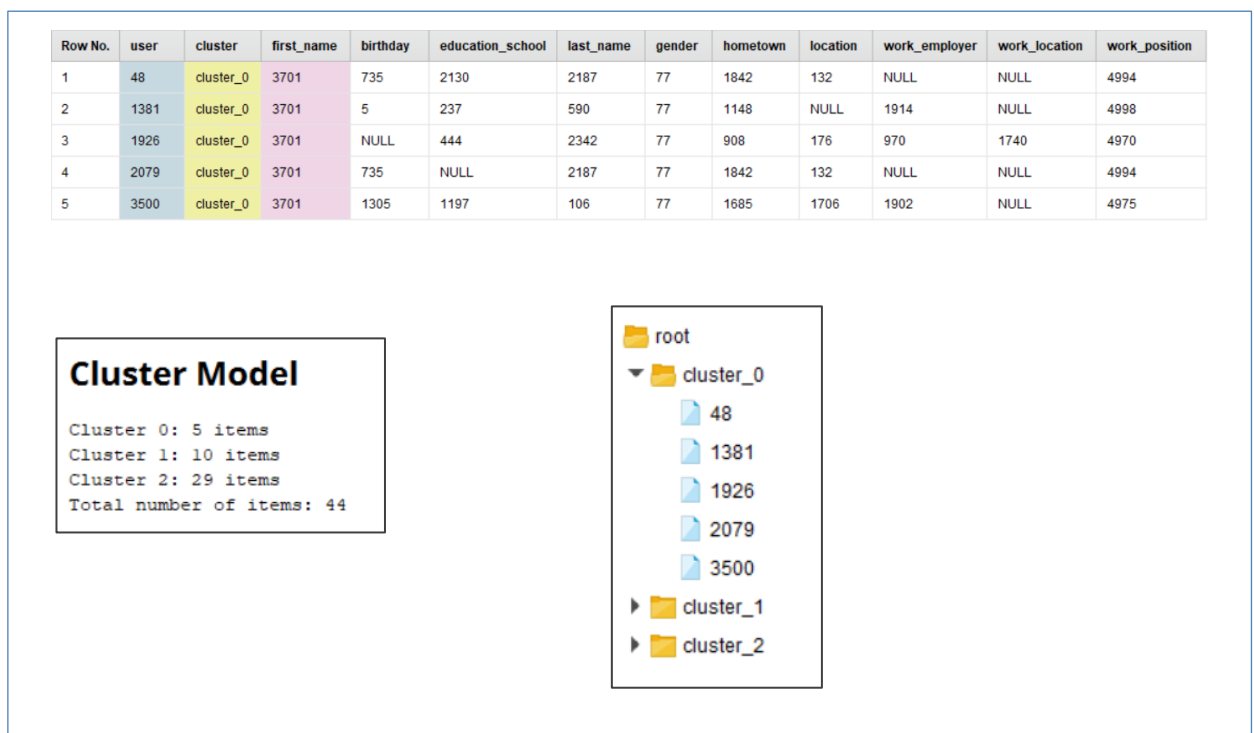 Row No. user cluster first_name birthday education_school last_name gender hometown location work_employer work_location work_position
1 48 cluster_0 3701 735 2130 2187 77 1842 132 NULL NULL 4994
2 1381 cluster_0 3701 5 237 590 77 1148 NULL 1914 NULL 4998
3 1926 cluster_0 3701 NULL 444 2342 77 908 176 970 1740 4970
4 2079 cluster_0 3701 735 NULL 2187 77 1842 132 NULL NULL 4994
5 3500 cluster_0 3701 1305 1197 106 77 1685 1706 1902 NULL 4975
Cluster Model
Cluster 0: 5 items
Cluster 1: 10 items
Cluster 2: 29 items
Total number of items: 44
root
cluster_0
48
1381
1926
2079
3500
cluster_1
cluster_2